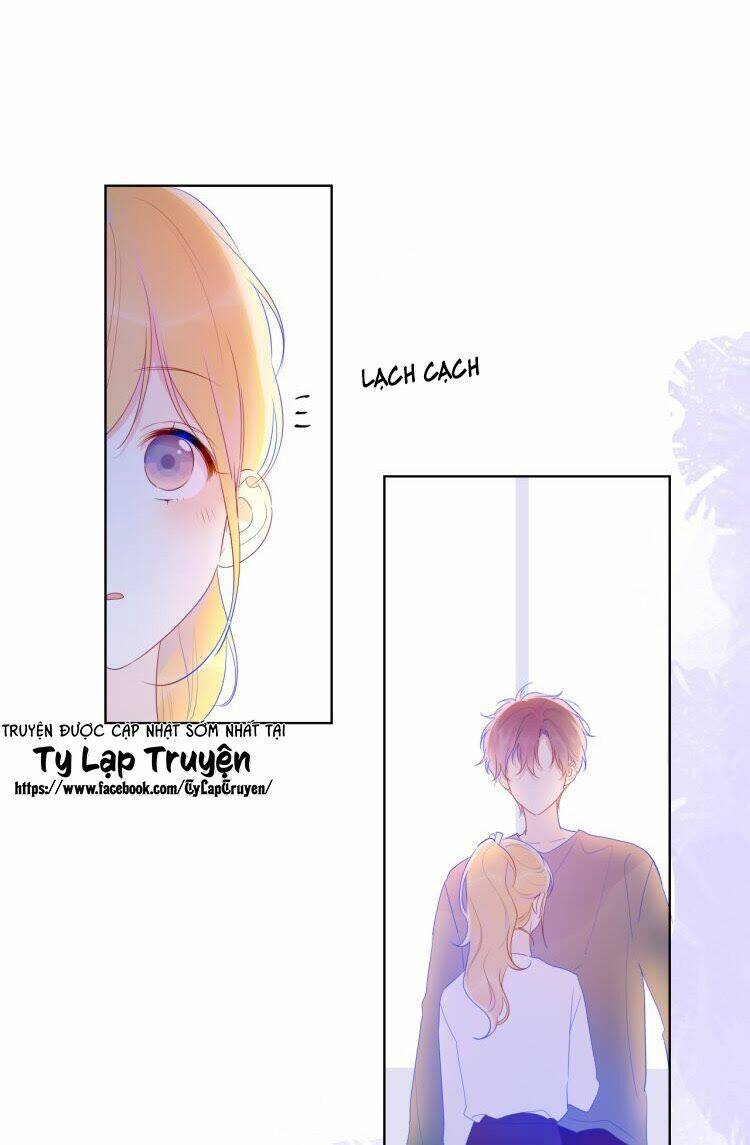 LẠCH CẠCH
TRUYỆN ĐƯỢC CẬP NHẬT SỚM NHẤT TẠI
Ty Lạp Truyện
https://www.facebook.com/TyLapTruyen/